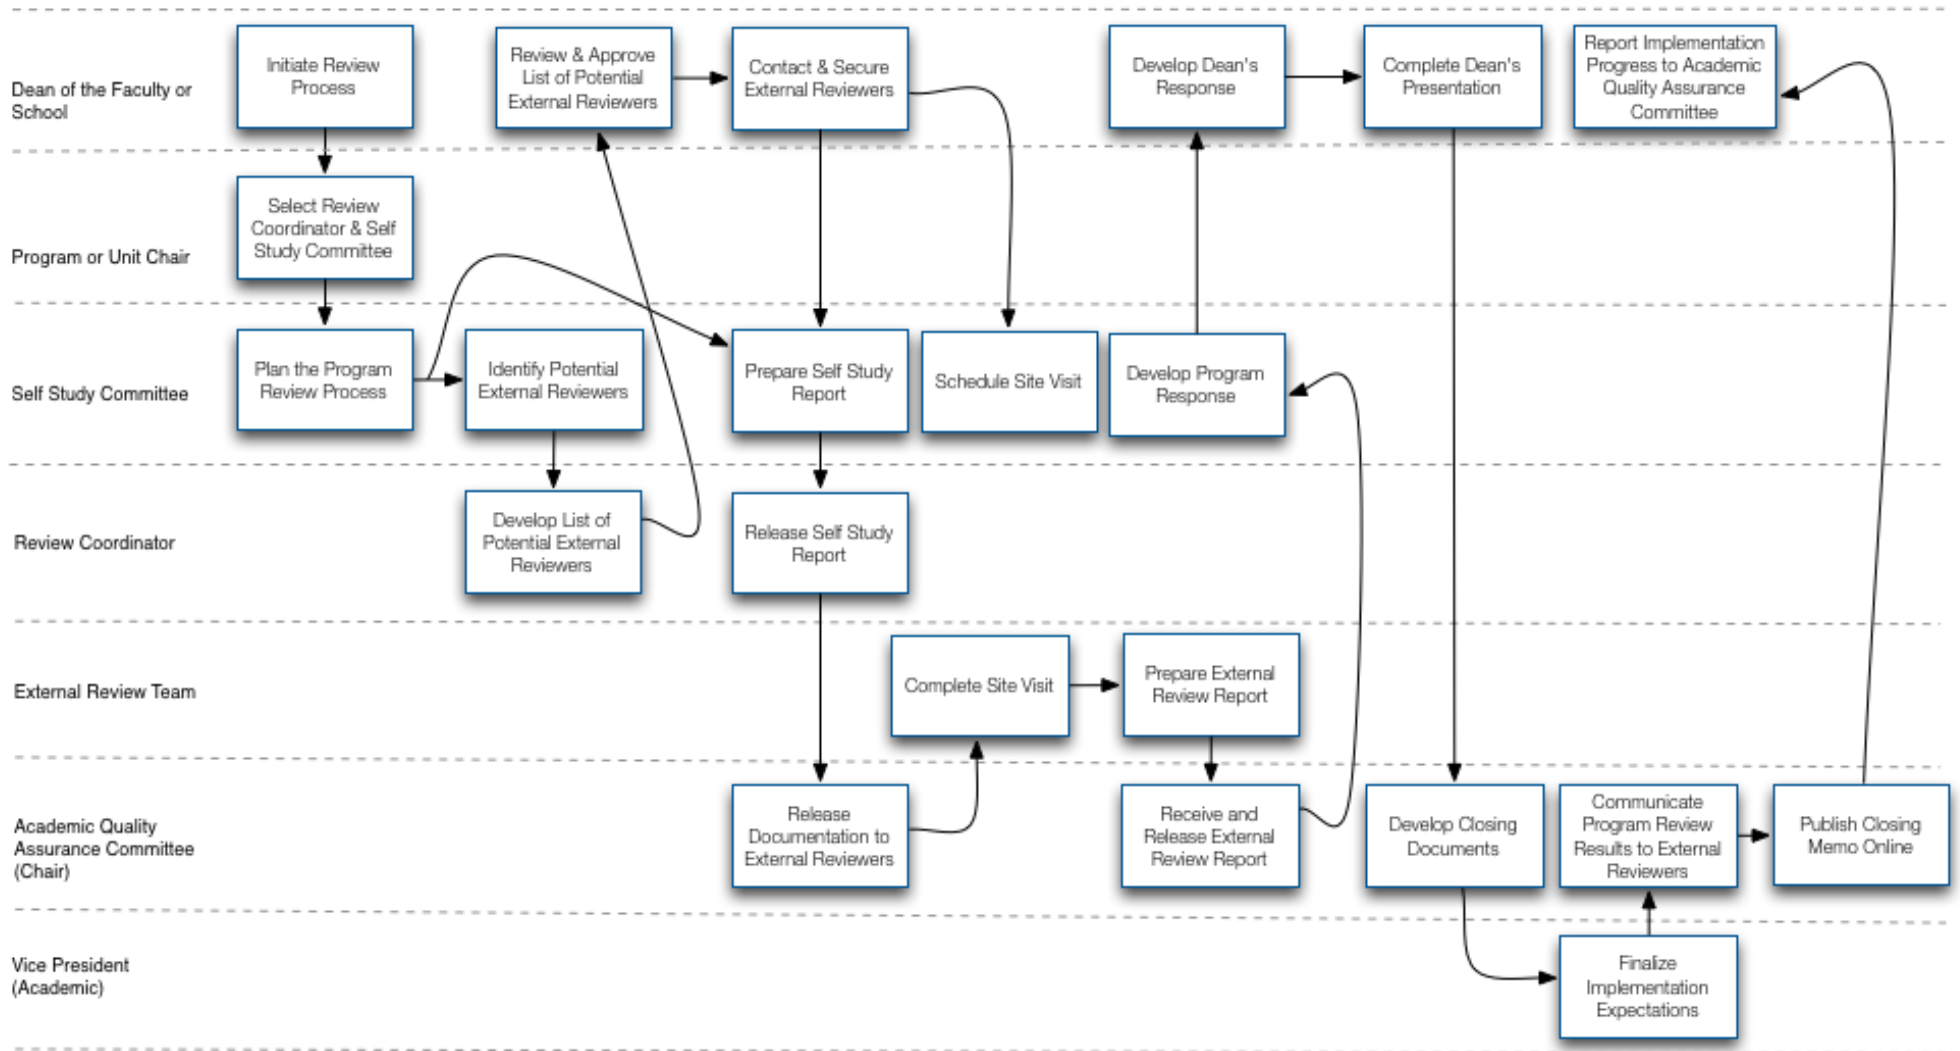 Dean of the Faculty or
School
Initiate Review
Process
Review & Approve
List of Potential
External Reviewers
Contact & Secure
External Reviewers
Develop Dean's
Response
Complete Dean's
Presentation
Report Implementation
Progress to Academic
Quality Assurance
Committee
Program or Unit Chair
Select Review
Coordinator & Self
Study Committee
Self Study Committee
Plan the Program
Review Process
Identify Potential
External Reviewers
Prepare Self Study
Report
Schedule Site Visit
Develop Program
Response
Review Coordinator
Develop List of
Potential External
Reviewers
Release Self Study
Report
External Review Team
Complete Site Visit
Prepare External
Review Report
Academic Quality
Assurance Committee
(Chair)
Release
Documentation to
External Reviewers
Receive and
Release External
Review Report
Develop Closing
Documents
Communicate
Program Review
Results to External
Reviewers
Publish Closing
Memo Online
Vice President
(Academic)
Finalize
Implementation
Expectations